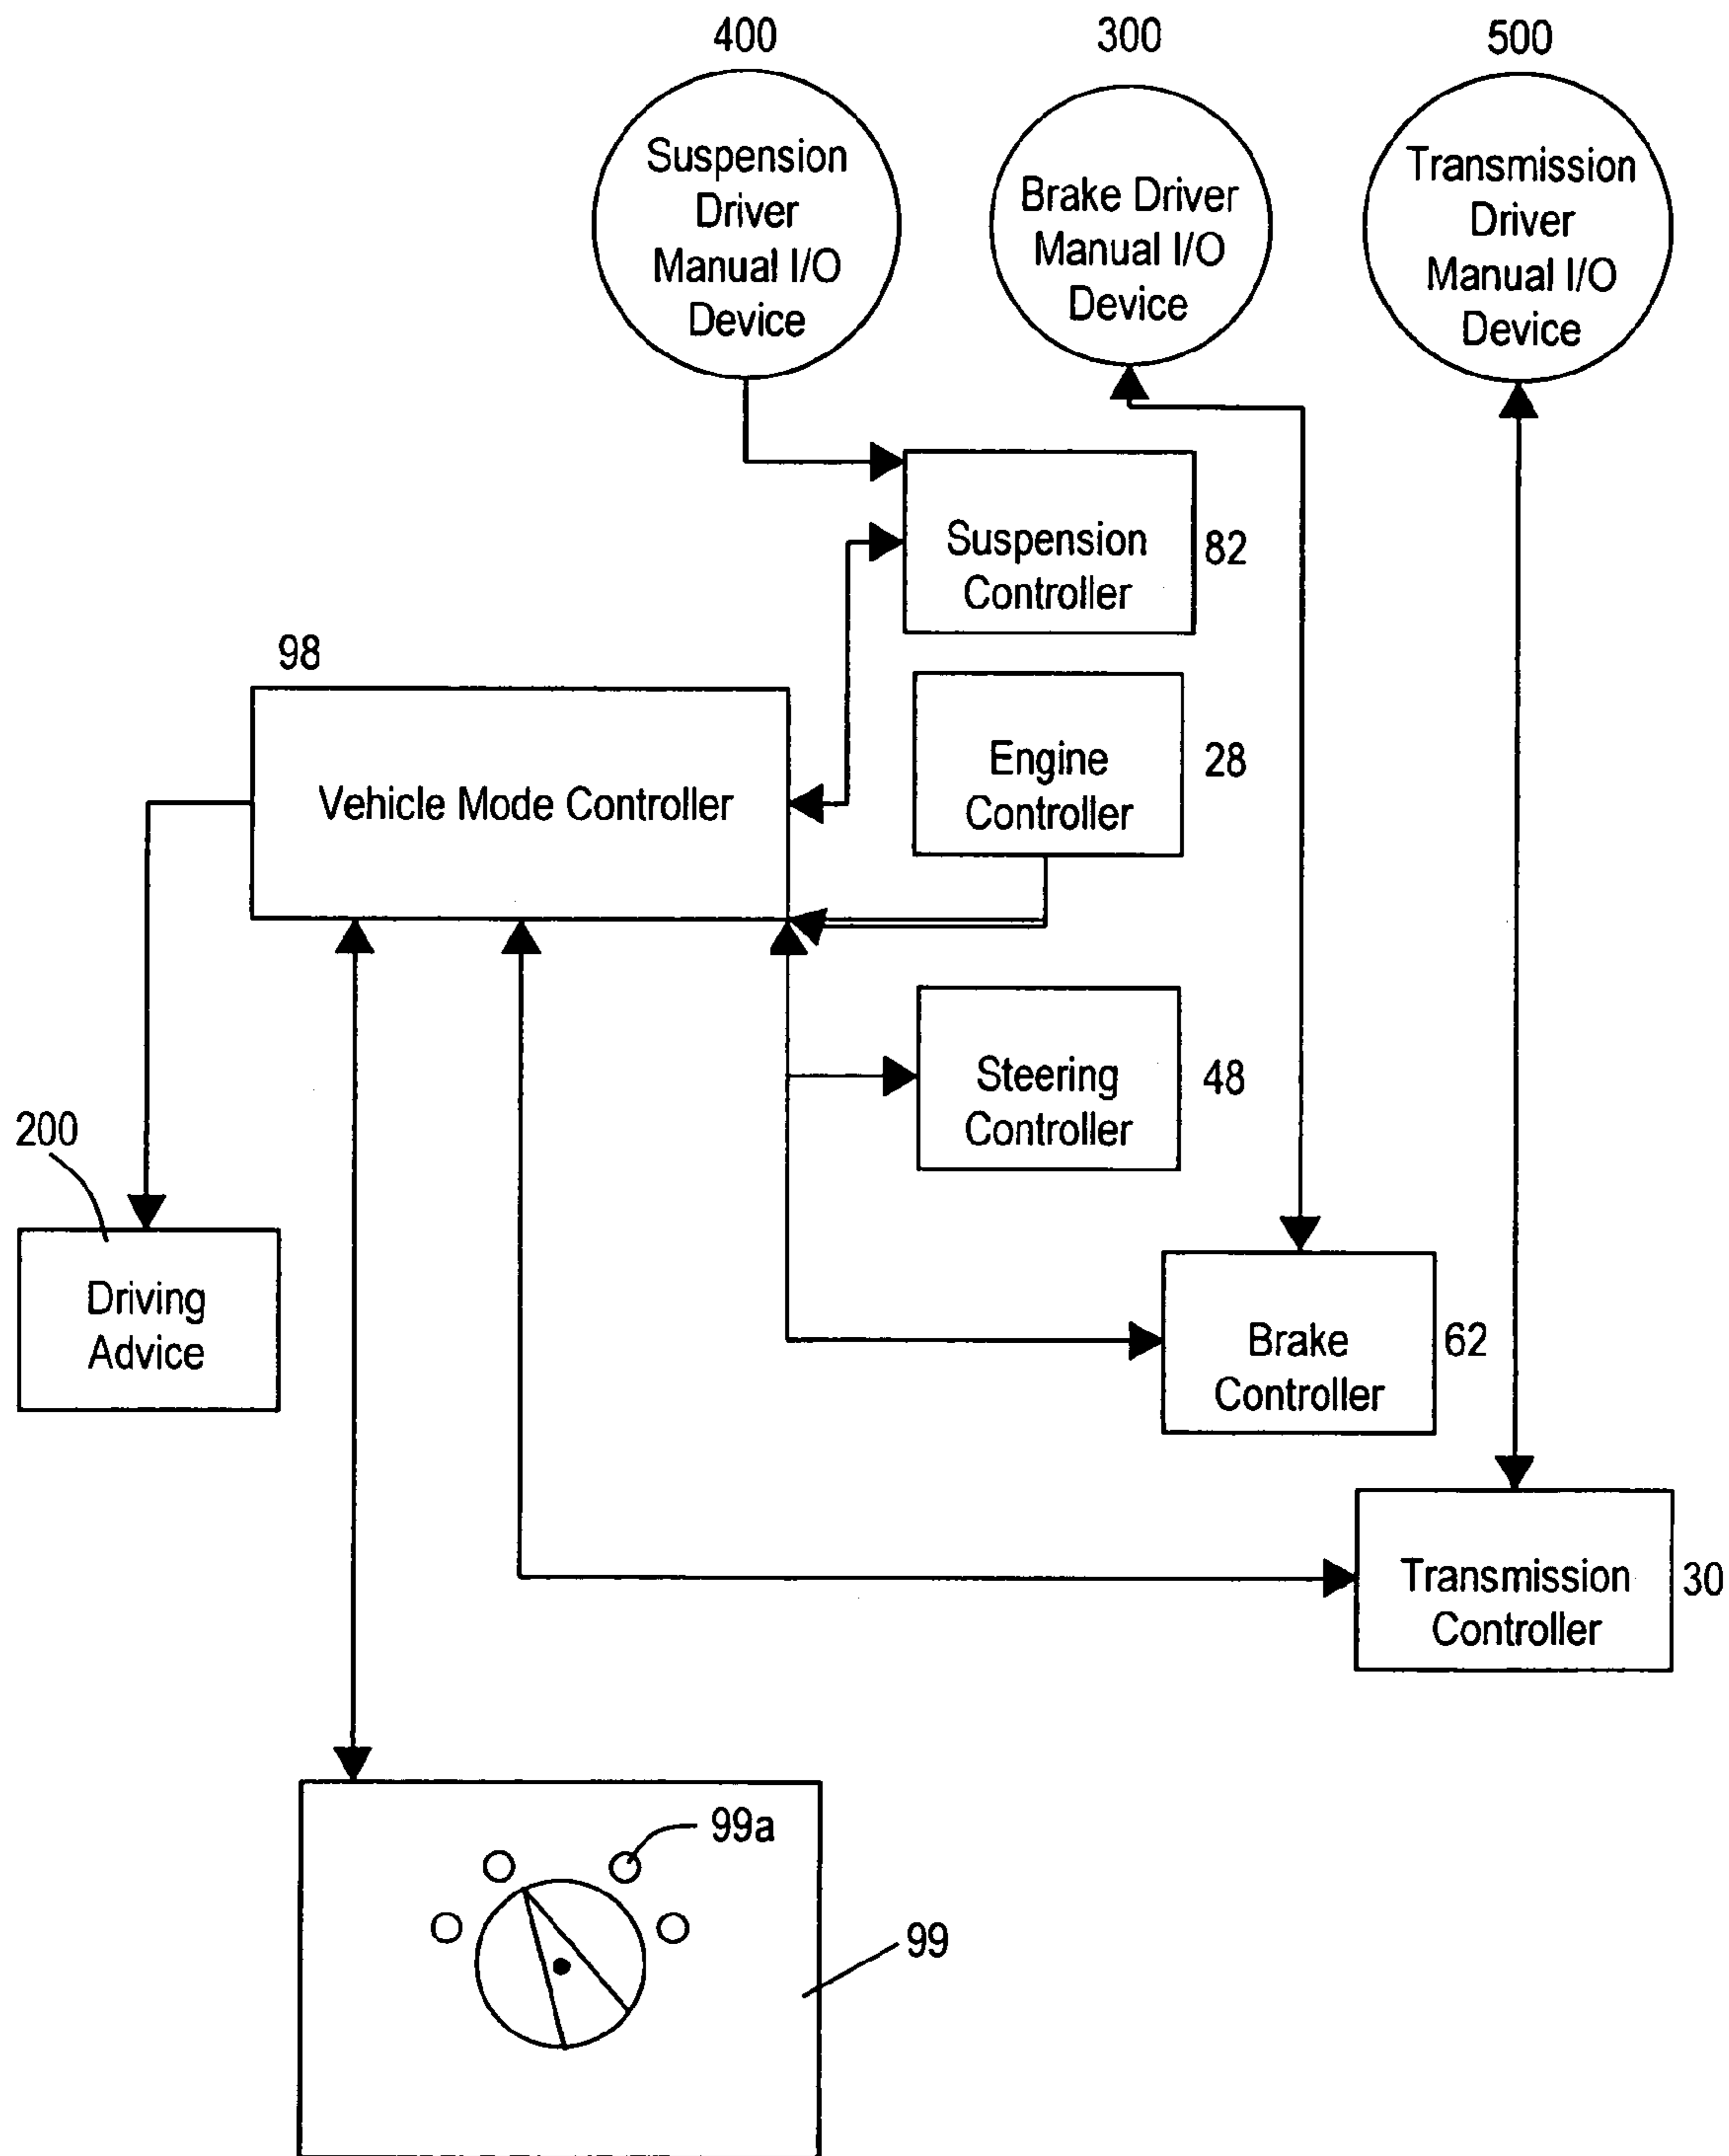 400
300
500
Suspension
Driver
Manual I/O
Device
Brake Driver
Manual I/O
Device
Transmission
Driver
Manual I/O
Device
Suspension
Controller
82
98
Vehicle Mode Controller
Engine
Controller
28
Steering
Controller
48
200
Driving
Advice
Brake
Controller
62
Transmission
Controller
30
99a
99